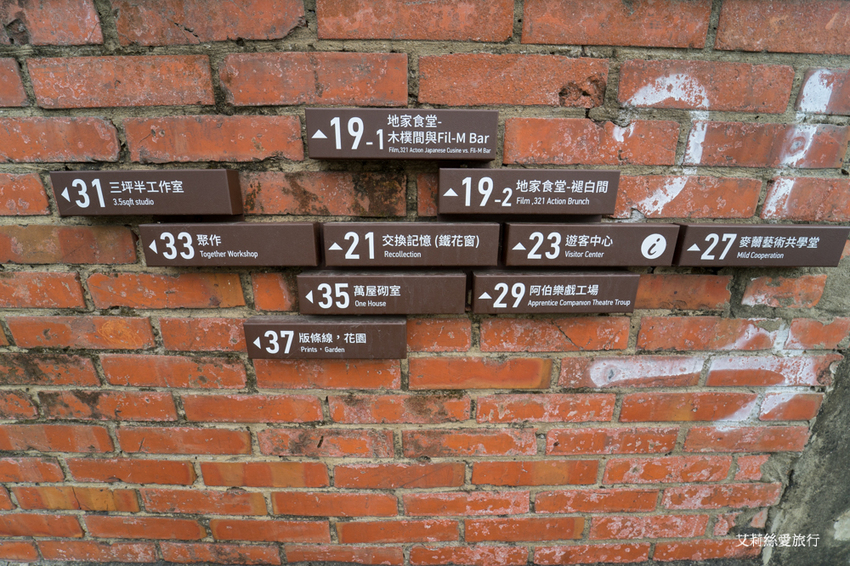 ▲19-1 地家食堂-
木樸間與Fil-M Bar
Film,321 Action Japanese Cusine vs. Fil-M Bar
◀31 三坪半工作室
3.5sqft studio
▲19-2 地家食堂-褪白間
Film ,321 Action Brunch
◀33 聚作
Together Workshop
▲21 交換記憶 (鐵花窗)
Recollection
▲23 遊客中心
Visitor Center
i
▲27 麥蘭藝術共學堂
Mild Cooperation
◀35 萬屋砌室
One House
▲29 阿伯樂戲工場
Apprentice Companion Theatre Troup
◀37 版條線，花園
Prints・Garden
艾莉絲愛旅行